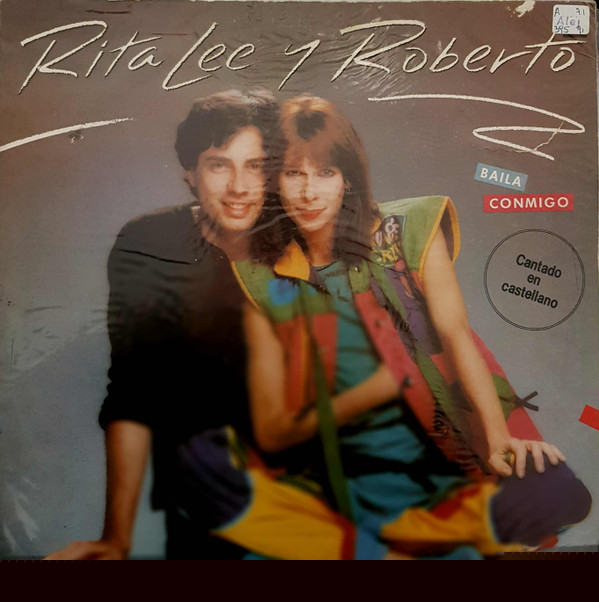 Rita Lee y Roberto
BAILA
CONMIGO
Cantado
en
castellano